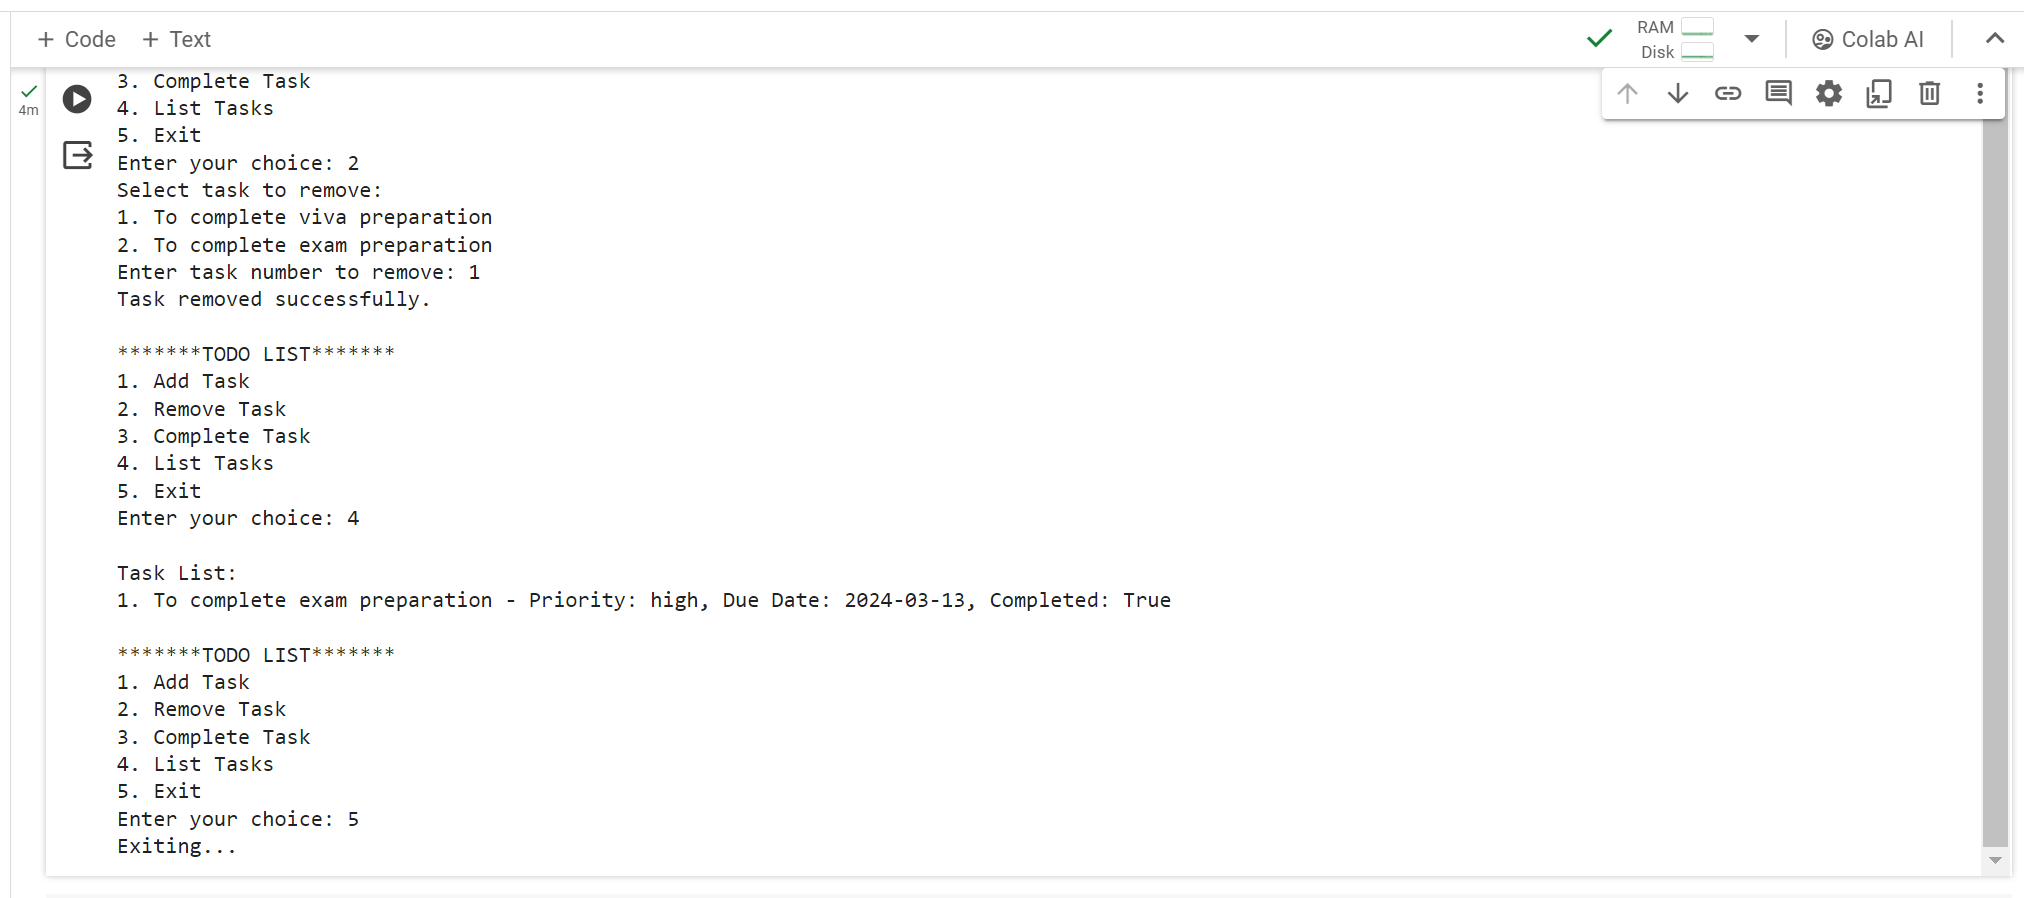 + Code + Text
RAM
Disk
Colab AI
4m
3. Complete Task
4. List Tasks
5. Exit
Enter your choice: 2
Select task to remove:
1. To complete viva preparation
2. To complete exam preparation
Enter task number to remove: 1
Task removed successfully.
*******TODO LIST*******
1. Add Task
2. Remove Task
3. Complete Task
4. List Tasks
5. Exit
Enter your choice: 4
Task List:
1. To complete exam preparation - Priority: high, Due Date: 2024-03-13, Completed: True
*******TODO LIST*******
1. Add Task
2. Remove Task
3. Complete Task
4. List Tasks
5. Exit
Enter your choice: 5
Exiting...